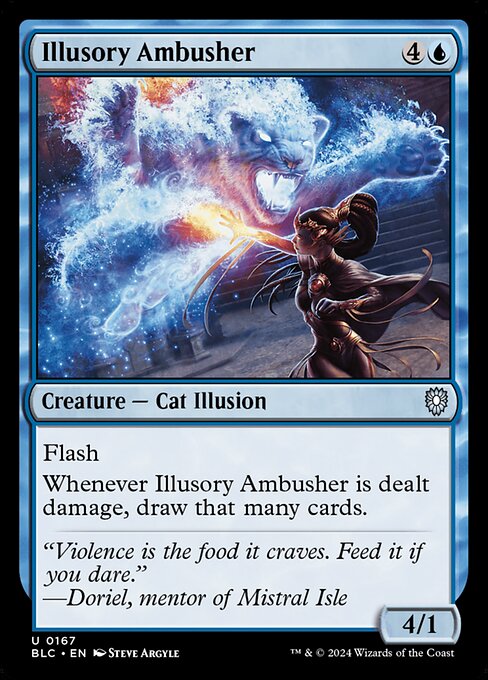 Illusory Ambusher 4
Creature — Cat Illusion
Flash
Whenever Illusory Ambusher is dealt
damage, draw that many cards.
“Violence is the food it craves. Feed it if
you dare.”
—Doriel, mentor of Mistral Isle
4/1
U 0167
BLC • EN Steve Argyle
™ & © 2024 Wizards of the Coast